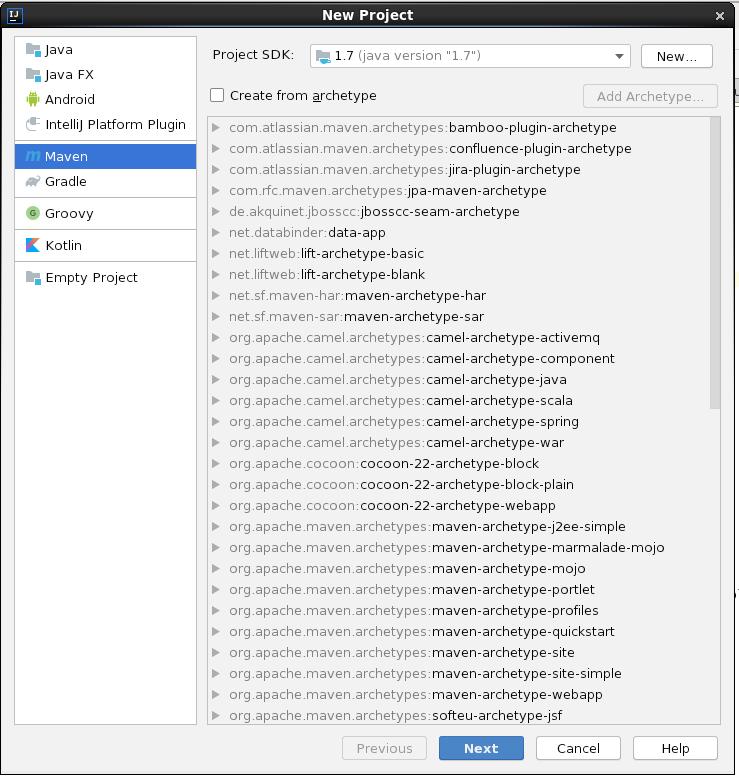 IJ New Project
Java
Java FX
Android
IntelliJ Platform Plugin
Maven
Gradle
Groovy
Kotlin
Empty Project
Project SDK: 1.7 (java version "1.7") New...
Create from archetype Add Archetype...
com.atlassian.maven.archetypes:bamboo-plugin-archetype
com.atlassian.maven.archetypes:confluence-plugin-archetype
com.atlassian.maven.archetypes:jira-plugin-archetype
com.rfc.maven.archetypes:jpa-maven-archetype
de.akquinet.jbosscc:jbosscc-seam-archetype
net.databinder:data-app
net.liftweb:lift-archetype-basic
net.liftweb:lift-archetype-blank
net.sf.maven-har:maven-archetype-har
net.sf.maven-sar:maven-archetype-sar
org.apache.camel.archetypes:camel-archetype-activemq
org.apache.camel.archetypes:camel-archetype-component
org.apache.camel.archetypes:camel-archetype-java
org.apache.camel.archetypes:camel-archetype-scala
org.apache.camel.archetypes:camel-archetype-spring
org.apache.camel.archetypes:camel-archetype-war
org.apache.cocoon:cocoon-22-archetype-block
org.apache.cocoon:cocoon-22-archetype-block-plain
org.apache.cocoon:cocoon-22-archetype-webapp
org.apache.maven.archetypes:maven-archetype-j2ee-simple
org.apache.maven.archetypes:maven-archetype-marmalade-mojo
org.apache.maven.archetypes:maven-archetype-mojo
org.apache.maven.archetypes:maven-archetype-portlet
org.apache.maven.archetypes:maven-archetype-profiles
org.apache.maven.archetypes:maven-archetype-quickstart
org.apache.maven.archetypes:maven-archetype-site
org.apache.maven.archetypes:maven-archetype-site-simple
org.apache.maven.archetypes:maven-archetype-webapp
org.apache.maven.archetypes:softeu-archetype-jsf
Previous Next Cancel Help